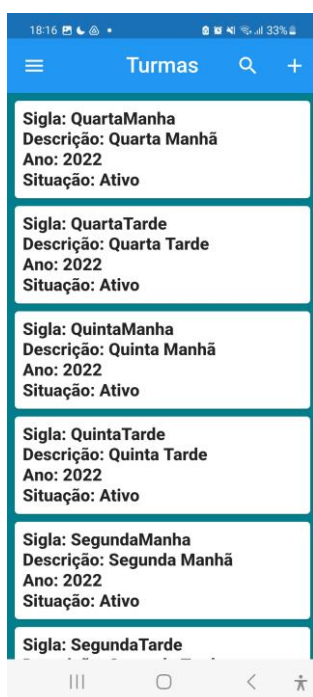 18:16 33%
Turmas
Sigla: QuartaManha
Descrição: Quarta Manhã
Ano: 2022
Situação: Ativo
Sigla: QuartaTarde
Descrição: Quarta Tarde
Ano: 2022
Situação: Ativo
Sigla: QuintaManha
Descrição: Quinta Manhã
Ano: 2022
Situação: Ativo
Sigla: QuintaTarde
Descrição: Quinta Tarde
Ano: 2022
Situação: Ativo
Sigla: SegundaManha
Descrição: Segunda Manhã
Ano: 2022
Situação: Ativo
Sigla: SegundaTarde